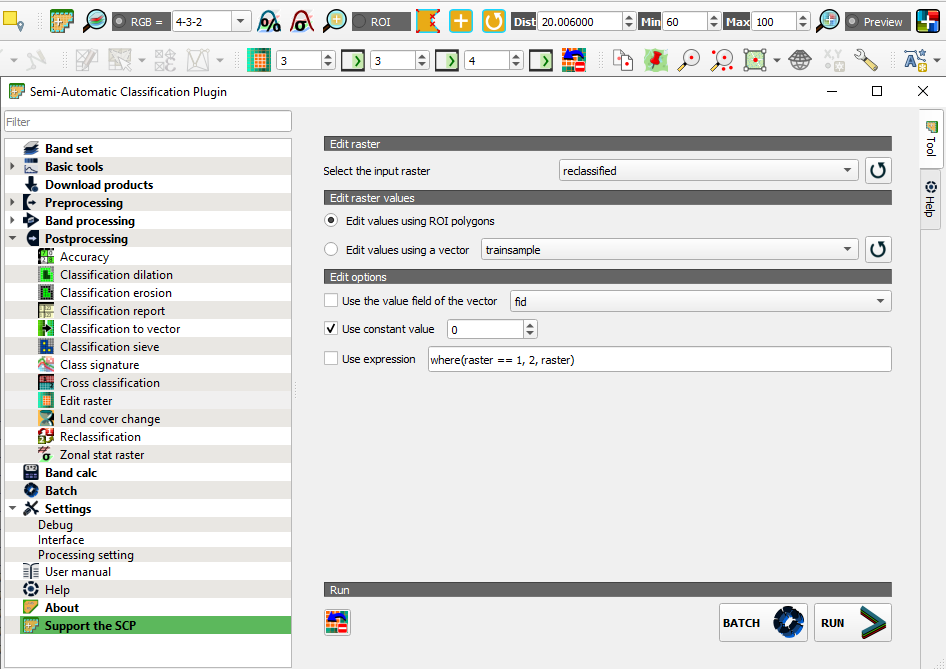 RGB = 4-3-2 ROI Dist 20.006000 Min 60 Max 100 Preview
3 3 4 X,Y
Semi-Automatic Classification Plugin
Filter
Band set
Basic tools
Download products
Preprocessing
Band processing
Postprocessing
Accuracy
Classification dilation
Classification erosion
Classification report
Classification to vector
Classification sieve
Class signature
Cross classification
Edit raster
Land cover change
Reclassification
Zonal stat raster
Band calc
Batch
Settings
Debug
Interface
Processing setting
User manual
Help
About
Support the SCP
Edit raster
Select the input raster reclassified
Edit raster values
Edit values using ROI polygons
Edit values using a vector trainsample
Edit options
Use the value field of the vector fid
Use constant value 0
Use expression where(raster == 1, 2, raster)
Run
BATCH RUN
Tool
Help